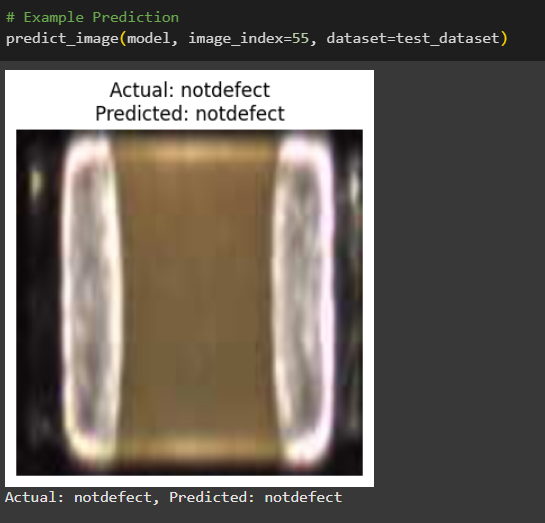 # Example Prediction
predict_image(model, image_index=55, dataset=test_dataset)
Actual: notdefect
Predicted: notdefect
Actual: notdefect, Predicted: notdefect